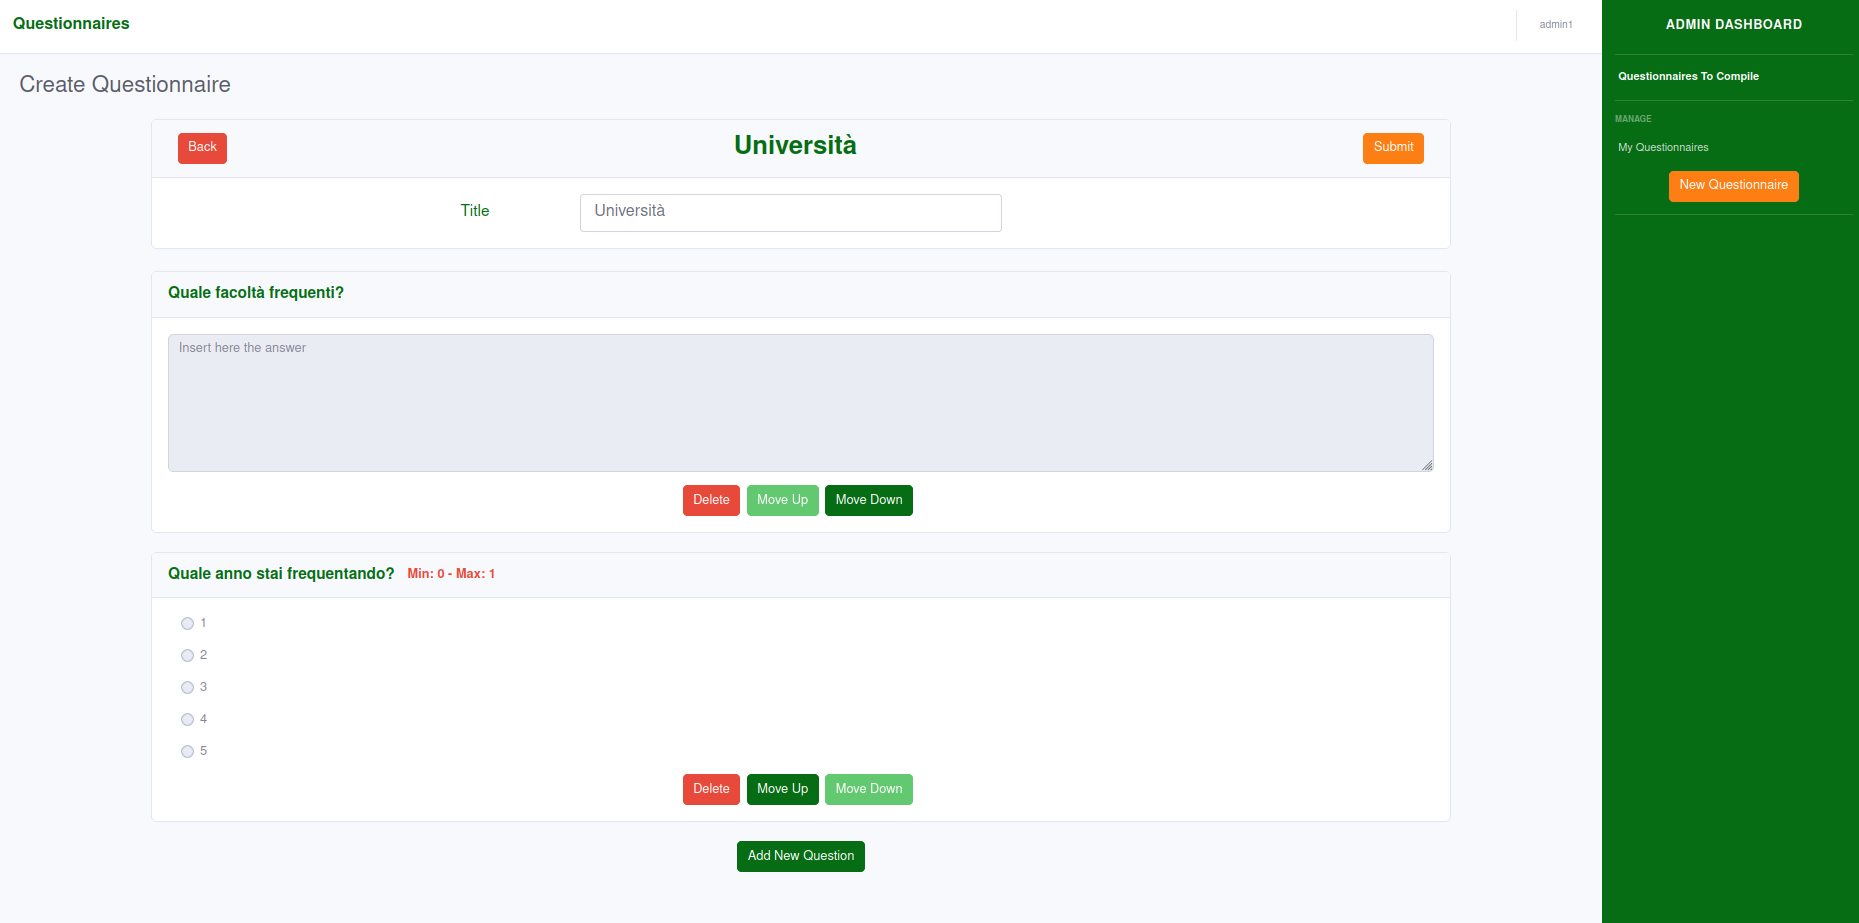 Questionnaires
admin1
ADMIN DASHBOARD
Questionnaires To Compile
MANAGE
My Questionnaires
New Questionnaire
Create Questionnaire
Back
Università
Submit
Title
Università
Quale facoltà frequenti?
Insert here the answer
Delete Move Up Move Down
Quale anno stai frequentando? Min: 0 - Max: 1
1
2
3
4
5
Delete Move Up Move Down
Add New Question